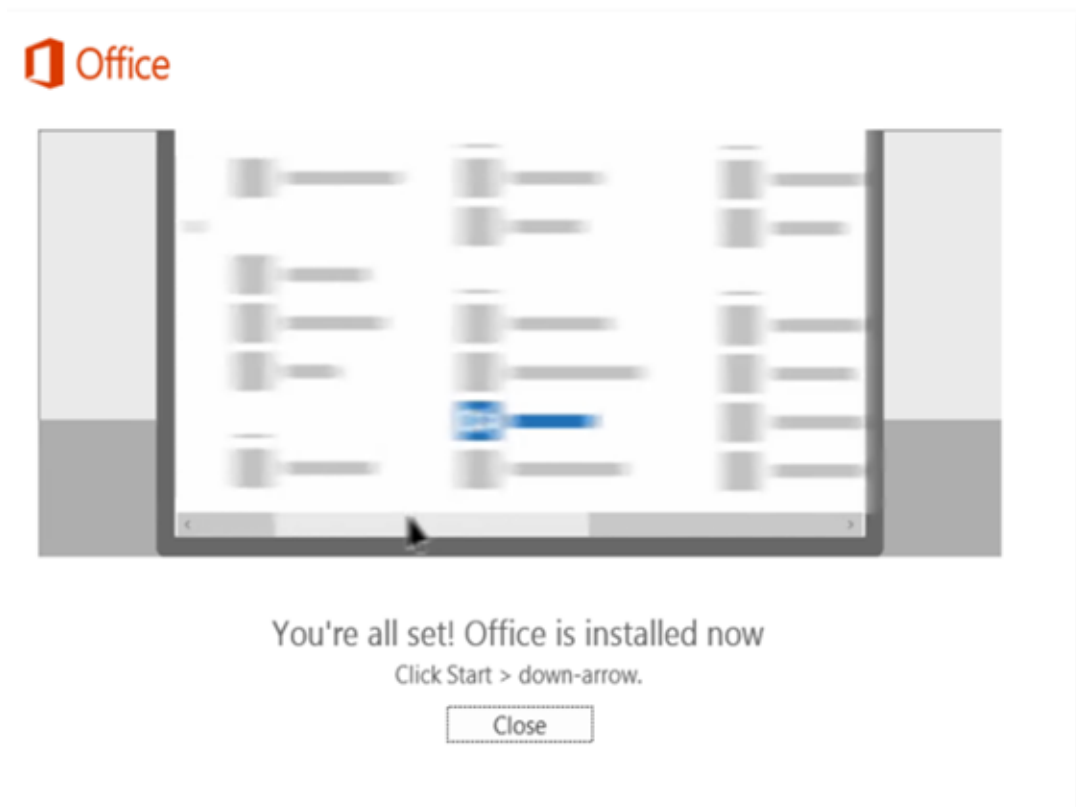 Office
You're all set! Office is installed now
Click Start > down-arrow.
Close